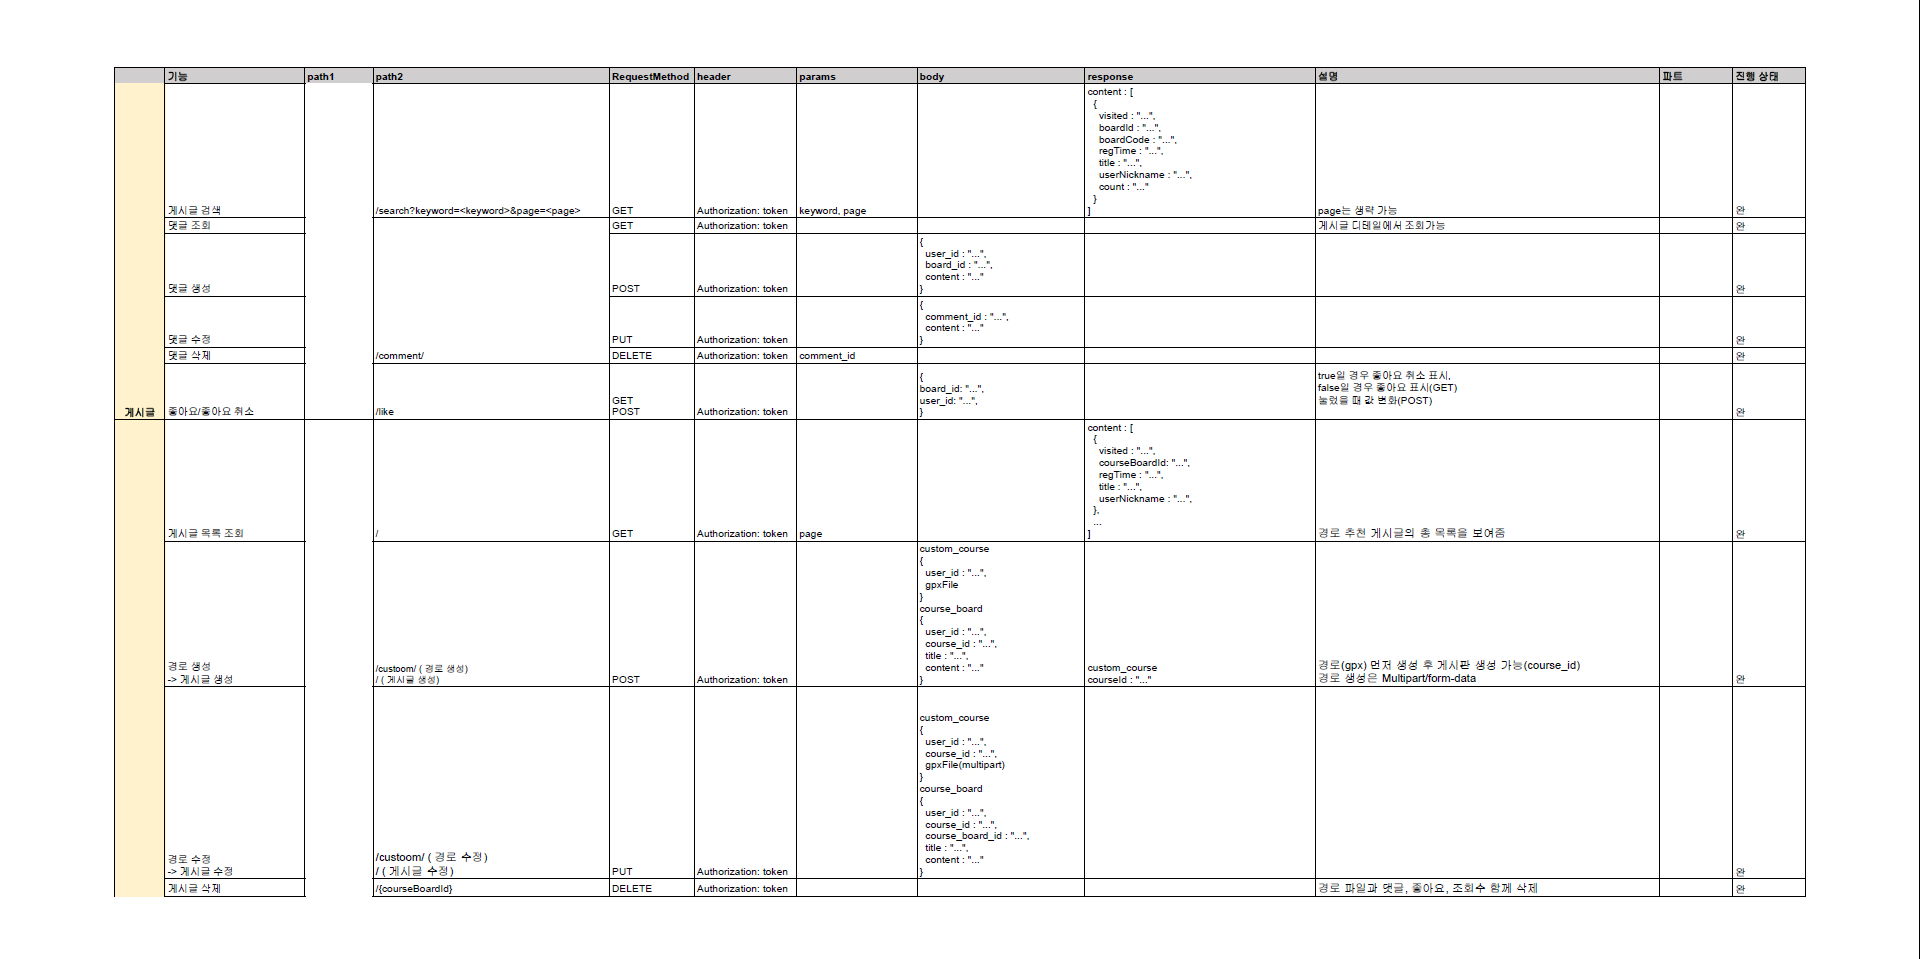 기능 path1 path2 RequestMethod header params body response 설명 파트 진행 상태
content : [
{
visited : "...",
boardId : "...",
boardCode : "...",
regTime : "...",
title : "...",
userNickname : "...",
count : "..."
}
]
게시글 검색 /search?keyword=<keyword>&page=<page> GET Authorization: token keyword, page page는 생략 가능 완
댓글 조회 GET Authorization: token 게시글 디테일에서 조회가능 완
{
user_id : "...",
board_id : "...",
content : "..."
}
댓글 생성 POST Authorization: token 완
{
comment_id : "...",
content : "..."
}
댓글 수정 PUT Authorization: token 완
댓글 삭제 /comment/ DELETE Authorization: token comment_id 완
{
board_id: "...",
user_id: "...",
}
true일 경우 좋아요 취소 표시,
false일 경우 좋아요 표시(GET)
눌렀을 때 값 변화(POST)
GET
게시글 좋아요/좋아요 취소 /like POST Authorization: token 완
content : [
{
visited : "...",
courseBoardId: "...",
regTime : "...",
title : "...",
userNickname : "...",
},
...
]
게시글 목록 조회 / GET Authorization: token page 경로 추천 게시글의 총 목록을 보여줌 완
custom_course
{
user_id : "...",
gpxFile
}
course_board
{
user_id : "...",
course_id : "...",
title : "...",
content : "..."
}
경로 생성
-> 게시글 생성
/custoom/ ( 경로 생성)
/ ( 게시글 생성)
POST Authorization: token
custom_course
courseId : "..."
경로(gpx) 먼저 생성 후 게시판 생성 가능(course_id)
경로 생성은 Multipart/form-data
완
custom_course
{
user_id : "...",
course_id : "...",
gpxFile(multipart)
}
course_board
{
user_id : "...",
course_id : "...",
course_board_id : "...",
title : "...",
content : "..."
}
경로 수정
-> 게시글 수정
/custoom/ ( 경로 수정)
/ ( 게시글 수정)
PUT Authorization: token 완
게시글 삭제 /{courseBoardId} DELETE Authorization: token 경로 파일과 댓글, 좋아요, 조회수 함께 삭제 완